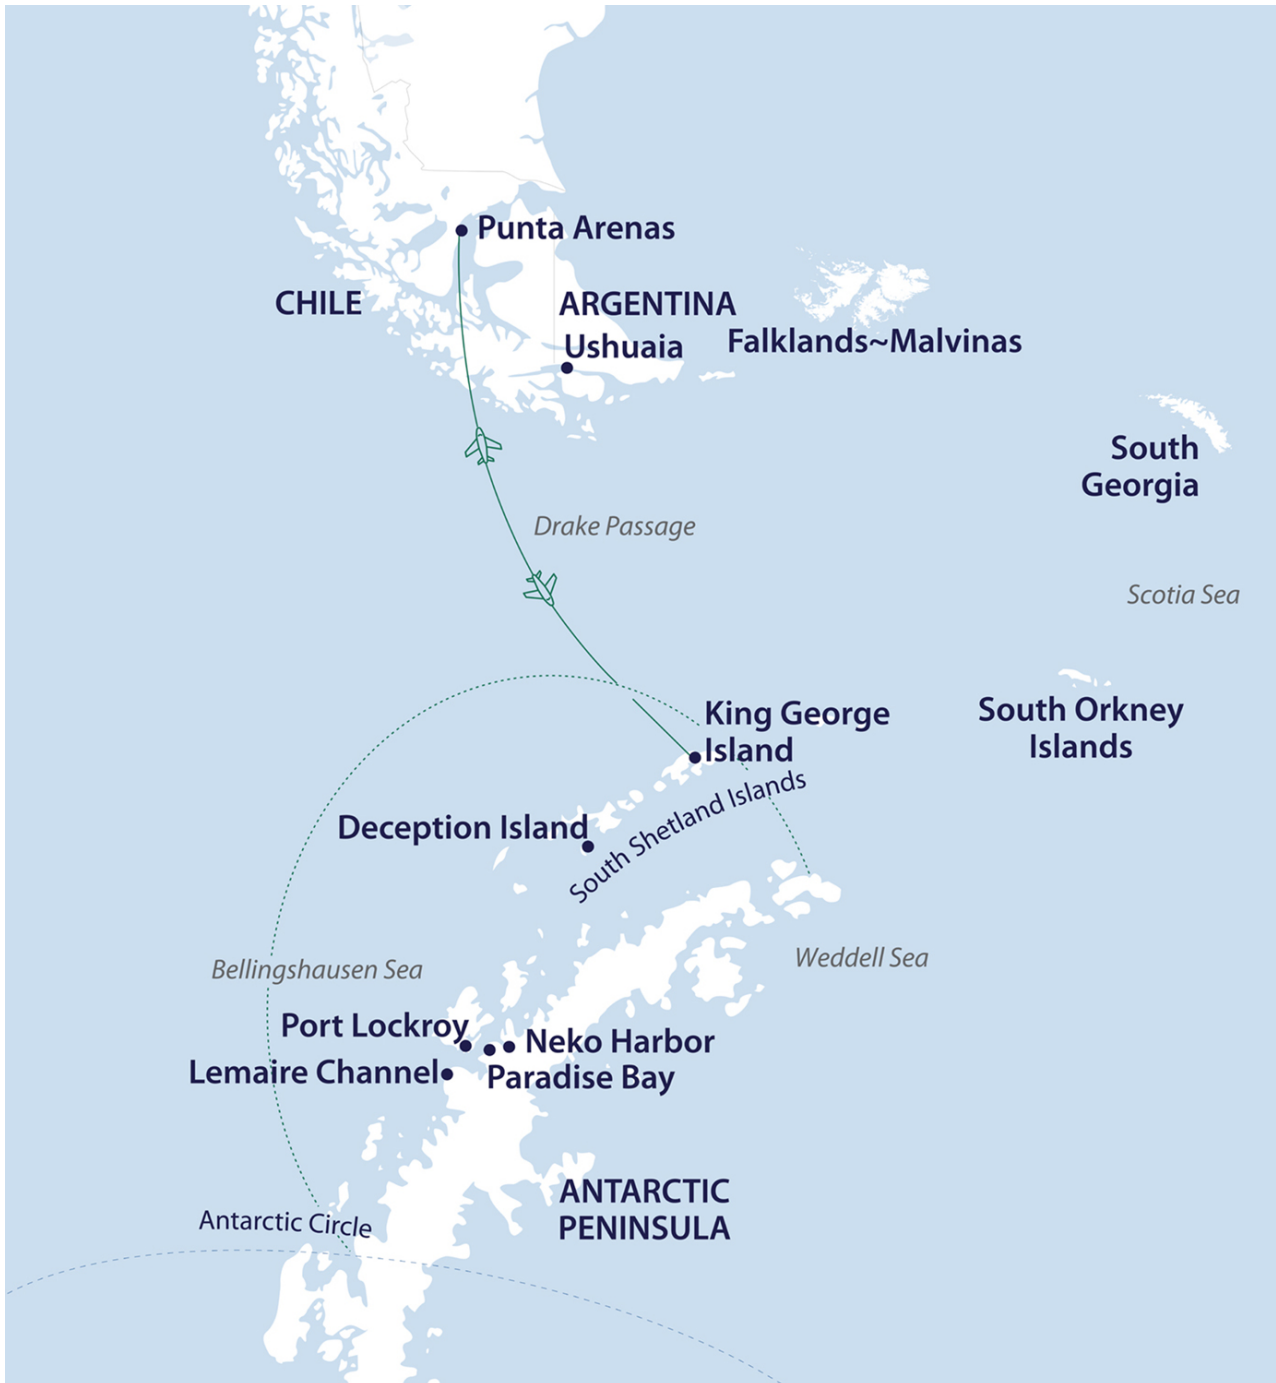 Punta Arenas
CHILE
ARGENTINA
Ushuaia
Falklands~Malvinas
South
Georgia
Drake Passage
Scotia Sea
King George
Island
South Orkney
Islands
South Shetland Islands
Deception Island
Weddell Sea
Bellingshausen Sea
Port Lockroy
Neko Harbor
Lemaire Channel
Paradise Bay
ANTARCTIC
PENINSULA
Antarctic Circle